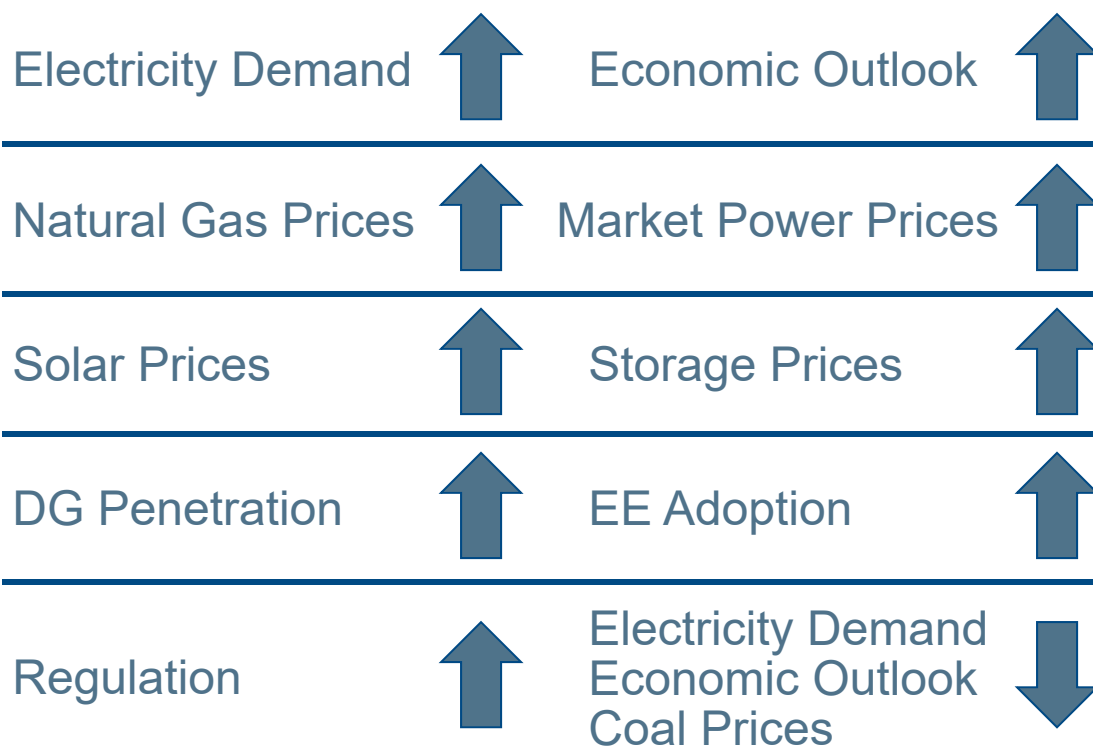 Electricity Demand
Economic Outlook
Natural Gas Prices
Market Power Prices
Solar Prices
Storage Prices
DG Penetration
EE Adoption
Regulation
Electricity Demand
Economic Outlook
Coal Prices